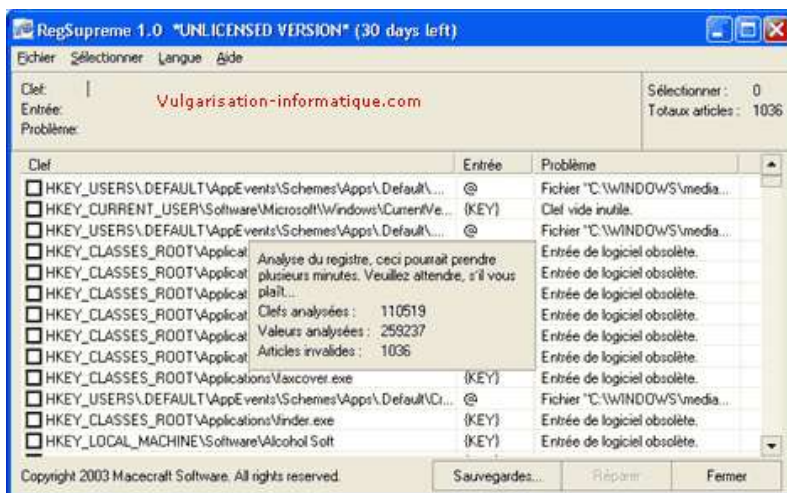 RegSupreme 1.0 *UNLICENSED VERSION* (30 days left)
Fichier Sélectionner Langue Aide
Clef:
Entrée:
Problème:
Vulgarisation-informatique.com
Sélectionner : 0
Totaux articles : 1036
Clef Entrée Problème
HKEY_USERS\.DEFAULT\AppEvents\Schemes\Apps\.Default\... @ Fichier "C:\WINDOWS\media...
HKEY_CURRENT_USER\Software\Microsoft\Windows\CurrentVe... {KEY} Clef vide inutile.
HKEY_USERS\.DEFAULT\AppEvents\Schemes\Apps\.Default\... @ Fichier "C:\WINDOWS\media...
HKEY_CLASSES_ROOT\Applicat Entrée de logiciel obsolète.
HKEY_CLASSES_ROOT\Applicat Entrée de logiciel obsolète.
HKEY_CLASSES_ROOT\Applicat Entrée de logiciel obsolète.
HKEY_CLASSES_ROOT\Applicat Entrée de logiciel obsolète.
HKEY_CLASSES_ROOT\Applicat Entrée de logiciel obsolète.
HKEY_CLASSES_ROOT\Applicat Entrée de logiciel obsolète.
Analyse du registre, ceci pourrait prendre
plusieurs minutes. Veuillez attendre, s'il vous
plaît...
Clefs analysées : 110519
Valeurs analysées : 259237
Articles invalides : 1036
HKEY_CLASSES_ROOT\Applications\faxcover.exe {KEY} Entrée de logiciel obsolète.
HKEY_USERS\.DEFAULT\AppEvents\Schemes\Apps\.Default\Cr... @ Fichier "C:\WINDOWS\media...
HKEY_CLASSES_ROOT\Applications\finder.exe {KEY} Entrée de logiciel obsolète.
HKEY_LOCAL_MACHINE\Software\Alcohol Soft {KEY} Entrée de logiciel obsolète.
Copyright 2003 Macecraft Software. All rights reserved.
Sauvegardes... Réparer Fermer